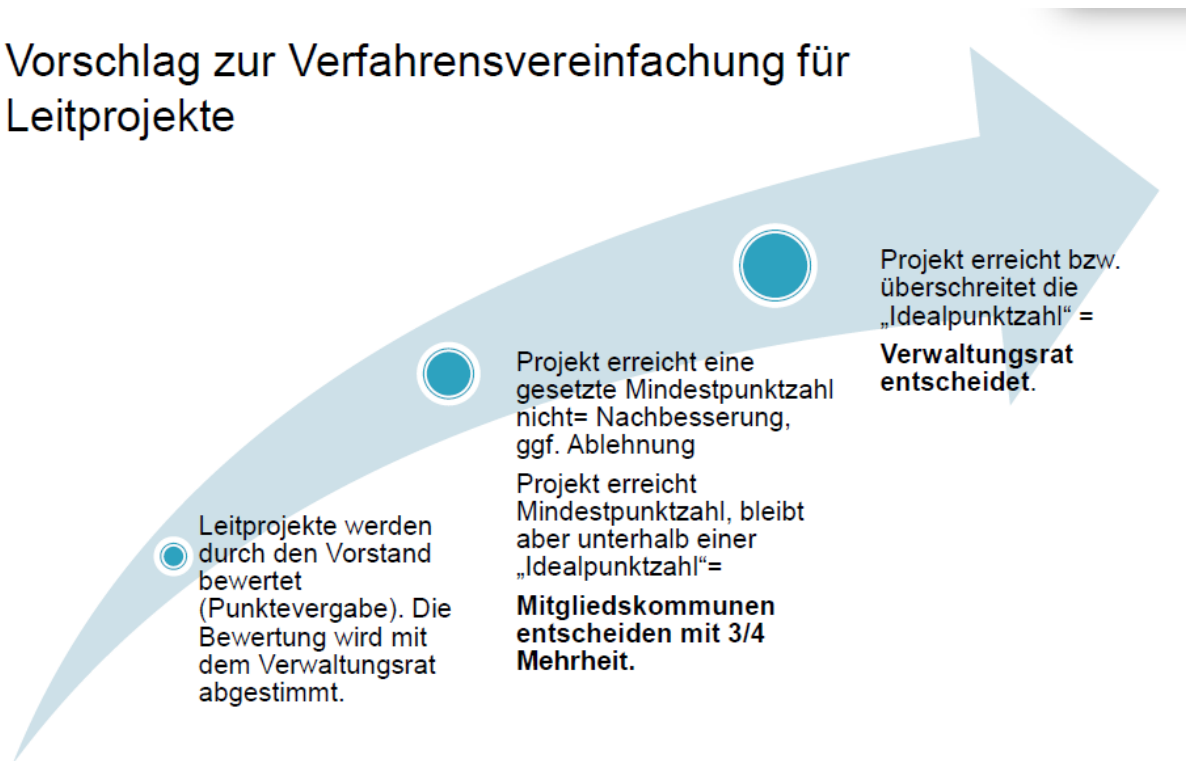 Vorschlag zur Verfahrensvereinfachung für
Leitprojekte
Leitprojekte werden
durch den Vorstand
bewertet
(Punktevergabe). Die
Bewertung wird mit
dem Verwaltungsrat
abgestimmt.
Projekt erreicht eine
gesetzte Mindestpunktzahl
nicht= Nachbesserung,
ggf. Ablehnung
Projekt erreicht
Mindestpunktzahl, bleibt
aber unterhalb einer
„Idealpunktzahl“=
Mitgliedskommunen
entscheiden mit 3/4
Mehrheit.
Projekt erreicht bzw.
überschreitet die
„Idealpunktzahl“ =
Verwaltungsrat
entscheidet.